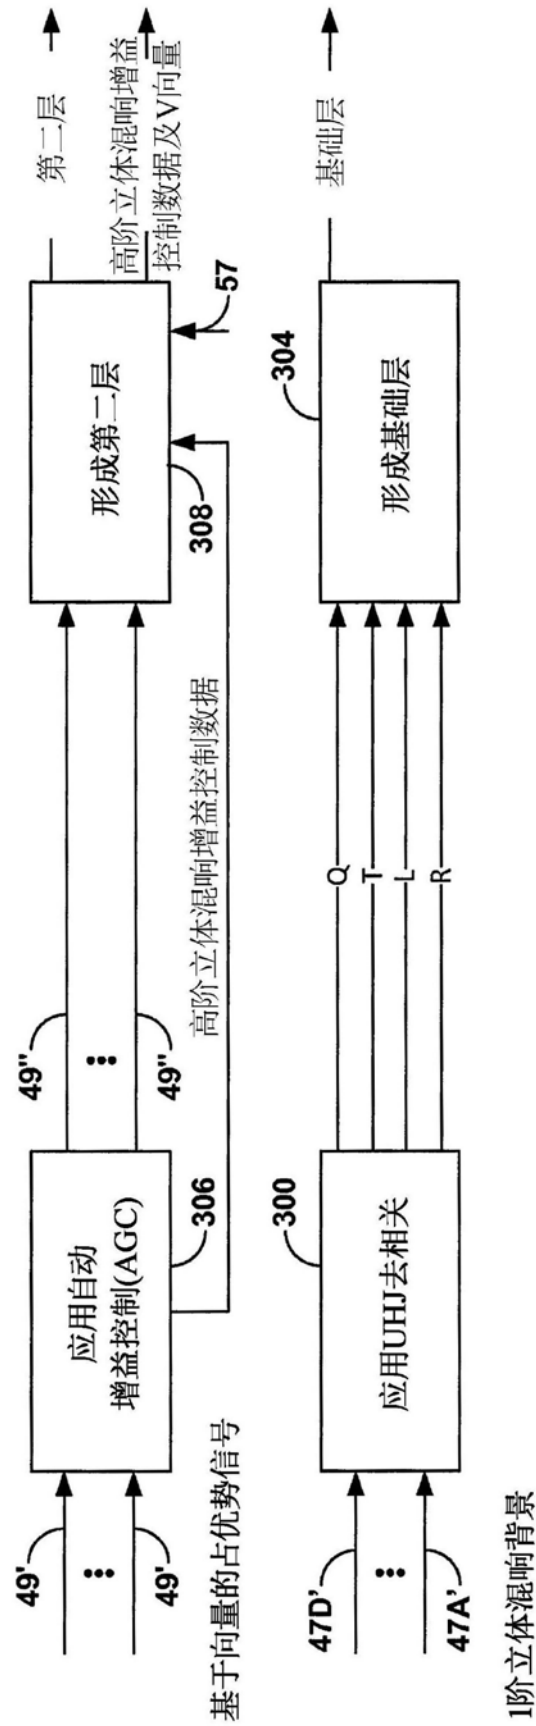 49'
49'
基于向量的占优势信号
应用自动
增益控制(AGC)
306
49"
49"
高阶立体混响增益控制数据
形成第二层
308
57
第二层
高阶立体混响增益
控制数据及V向量
47D'
47A'
1阶立体混响背景
应用UHJ去相关
300
Q
T
L
R
形成基础层
304
基础层